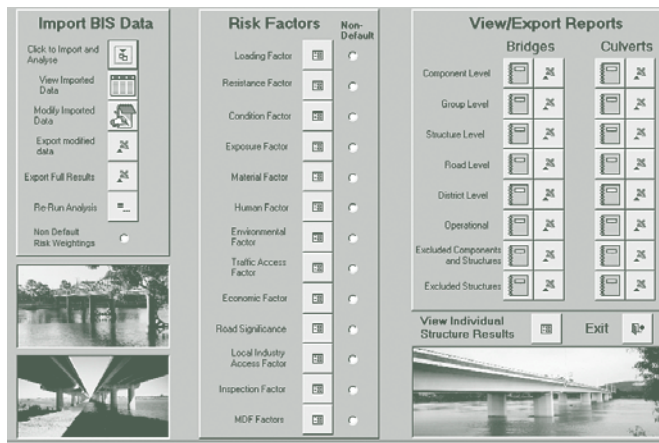 Import BIS Data
Click to Import and
Analyse
View Imported
Data
Modify Imported
Data
Export modified
data
Export Full Results
Re-Run Analysis
Non Default
Risk Weightings
Risk Factors
Non-
Default
Loading Factor
Resistance Factor
Condition Factor
Exposure Factor
Material Factor
Human Factor
Environmental
Factor
Traffic Access
Factor
Economic Factor
Road Significance
Local Industry
Access Factor
Inspection Factor
MDF Factors
View/Export Reports
Bridges Culverts
Component Level
Group Level
Structure Level
Road Level
District Level
Operational
Excluded Components
and Structures
Excluded Structures
View Individual
Structure Results
Exit